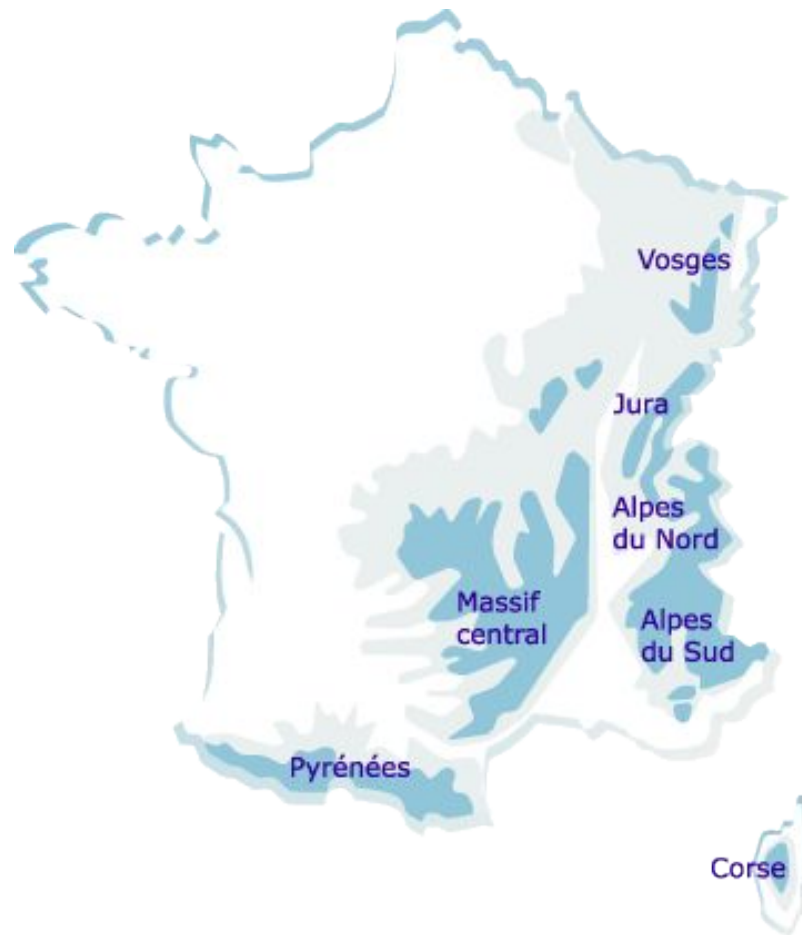 Vosges
Jura
Alpes
du Nord
Massif
central
Alpes
du Sud
Pyrénées
Corse